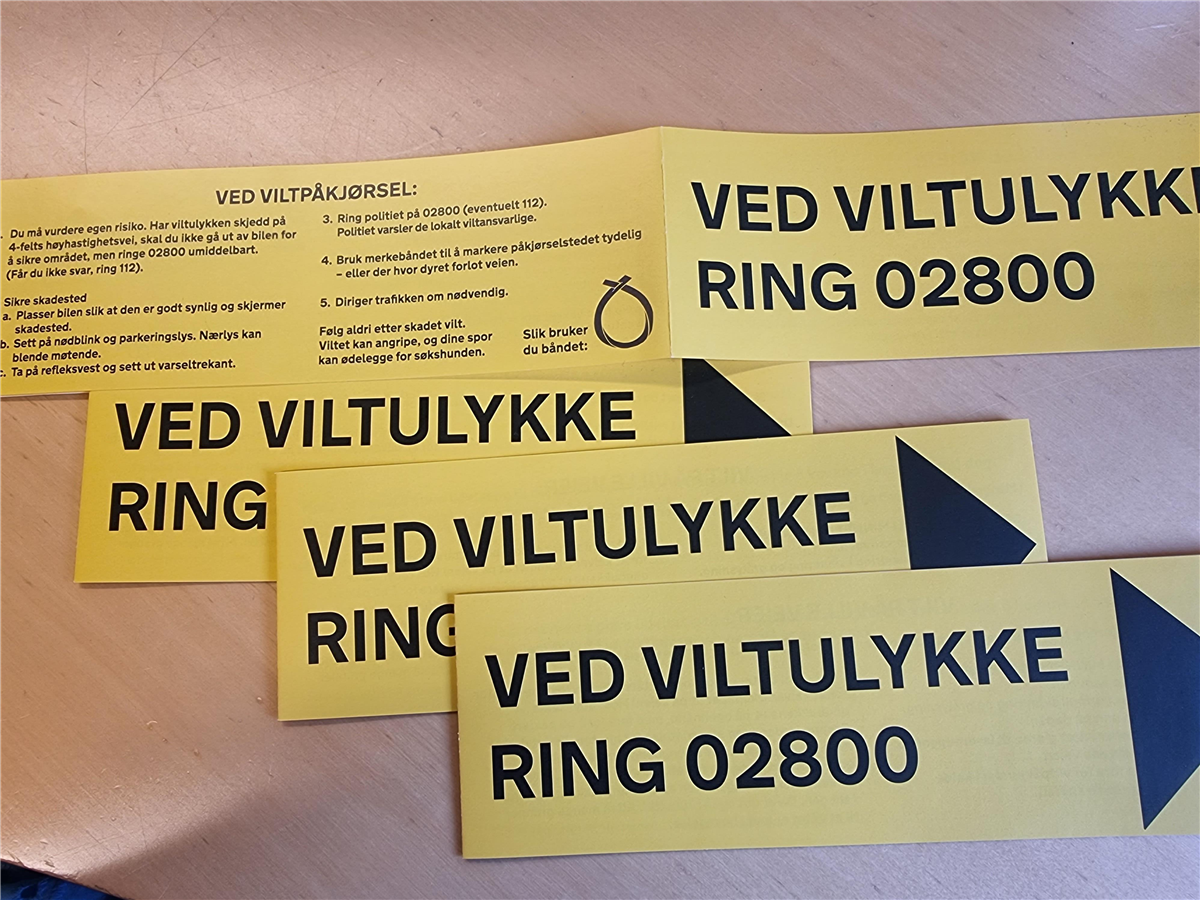 VED VILTPÅKJØRSEL:
. Du må vurdere egen risiko. Har viltulykken skjedd på
4-felts høyhastighetsvei, skal du ikke gå ut av bilen for
å sikre området, men ringe 02800 umiddelbart.
(Får du ikke svar, ring 112).
Sikre skadested
a. Plasser bilen slik at den er godt synlig og skjermer
skadested.
b. Sett på nødblink og parkeringslys. Nærlys kan
blende møtende.
c. Ta på refleksvest og sett ut varseltrekant.
3. Ring politiet på 02800 (eventuelt 112).
Politiet varsler de lokalt viltansvarlige.
4. Bruk merkebåndet til å markere påkjørselstedet tydelig
– eller der hvor dyret forlot veien.
5. Diriger trafikken om nødvendig.
Følg aldri etter skadet vilt.
Viltet kan angripe, og dine spor
kan ødelegge for søkshunden.
Slik bruker
du båndet:
VED VILTULYKK
RING 02800
VED VILTULYKKE
RING
VED VILTULYKKE
RING
VED VILTULYKKE
RING 02800